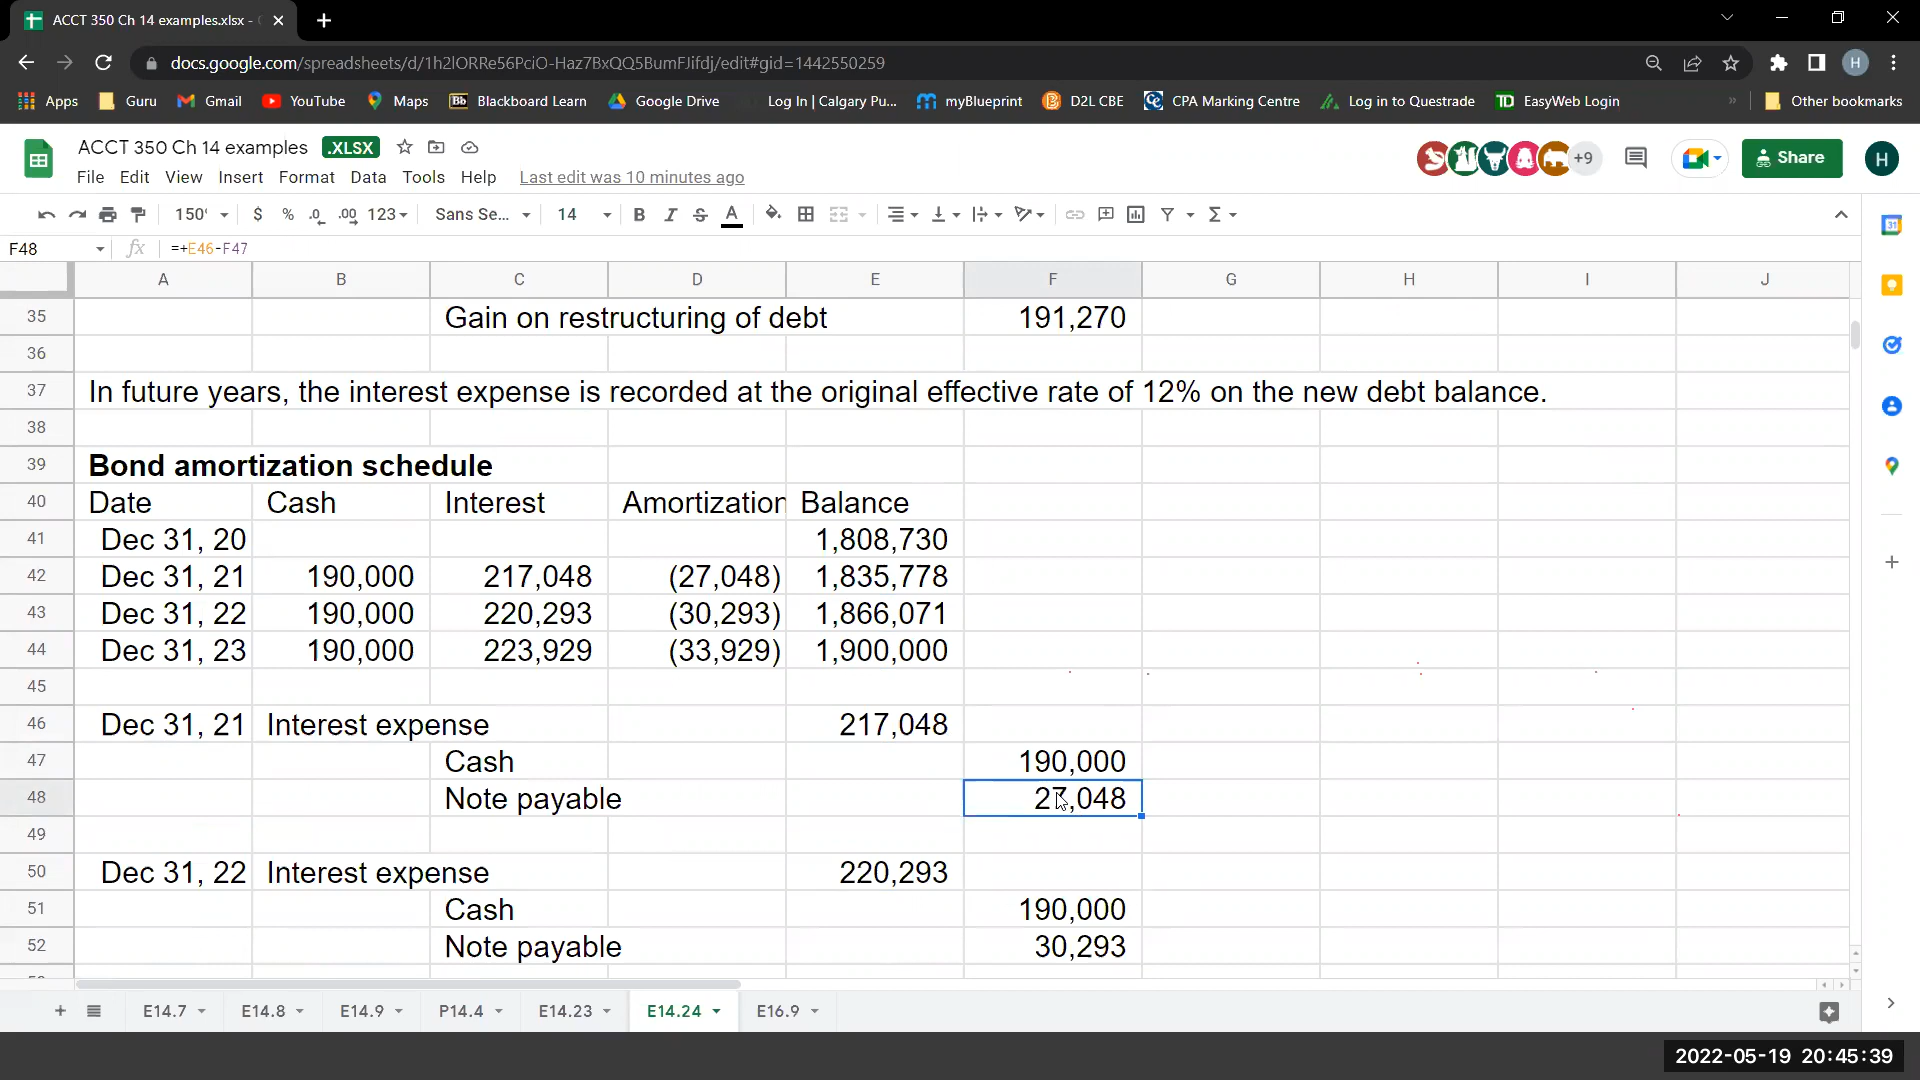 ACCT 350 Ch 14 examples.xlsx -
docs.google.com/spreadsheets/d/1h2lORRe56PciO-Haz7BxQQ5BumFJifdj/edit#gid=1442550259
H
Apps Guru Gmail YouTube Maps Bb Blackboard Learn Google Drive Log In | Calgary Pu... myBlueprint D2L CBE CPA Marking Centre Log in to Questrade TD EasyWeb Login » Other bookmarks
ACCT 350 Ch 14 examples .XLSX
+9 Share H
File Edit View Insert Format Data Tools Help Last edit was 10 minutes ago
150% $ % .0 .00 123 Sans Se... 14 B I S A Σ
F48 fx =+E46-F47
31
A B C D E F G H I J
35 Gain on restructuring of debt 191,270
36
37 In future years, the interest expense is recorded at the original effective rate of 12% on the new debt balance.
38
39 Bond amortization schedule
40 Date Cash Interest Amortization Balance
41 Dec 31, 20 1,808,730
42 Dec 31, 21 190,000 217,048 (27,048) 1,835,778
43 Dec 31, 22 190,000 220,293 (30,293) 1,866,071
44 Dec 31, 23 190,000 223,929 (33,929) 1,900,000
45
46 Dec 31, 21 Interest expense 217,048
47 Cash 190,000
48 Note payable 27,048
49
50 Dec 31, 22 Interest expense 220,293
51 Cash 190,000
52 Note payable 30,293
E14.7 E14.8 E14.9 P14.4 E14.23 E14.24 E16.9
2022-05-19 20:45:39